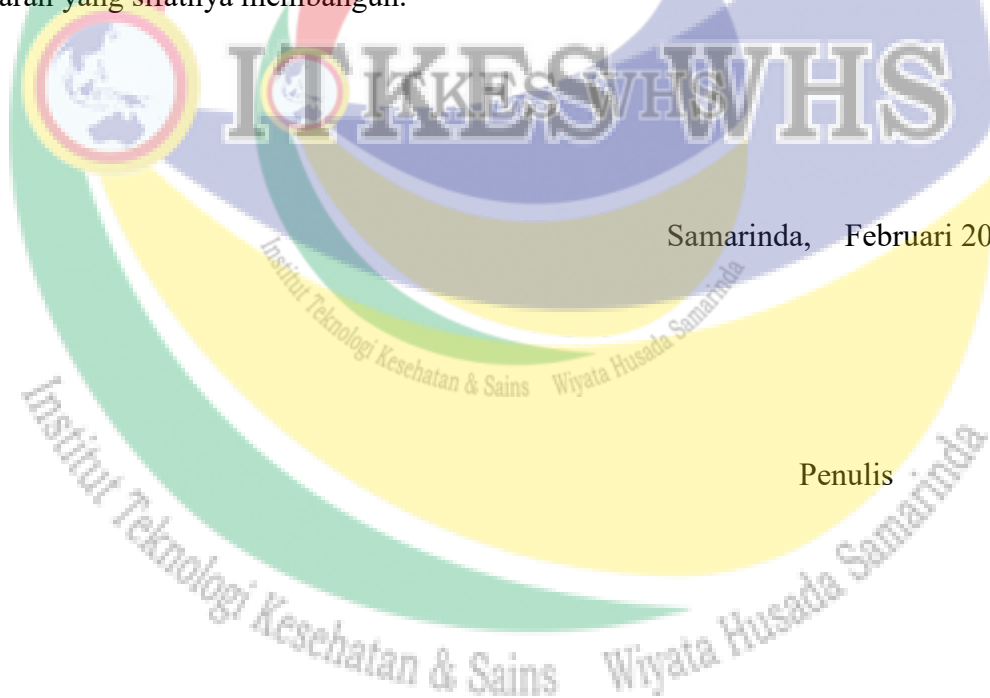 yang sifatnya membangun.
ITKES WHS
ITKES WHS
Samarinda, Februari 20
Institut Teknologi Kesehatan & Sains Wiyata Husada Samarinda
Penulis
Institut Teknologi Kesehatan & Sains Wiyata Husada Samarinda